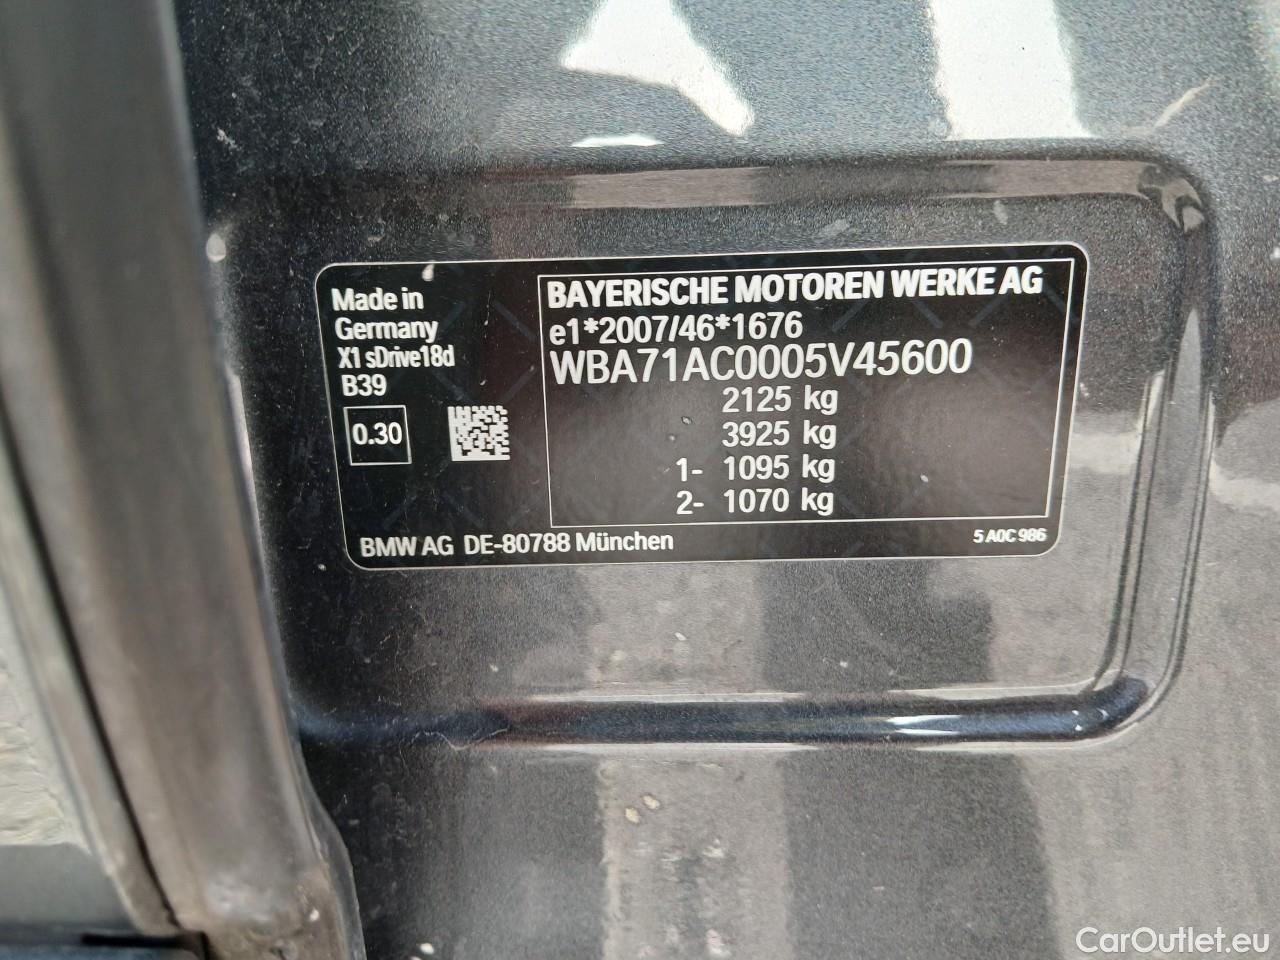 Made in
Germany
X1 sDrive18d
B39
0.30
BAYERISCHE MOTOREN WERKE AG
e1*2007/46*1676
WBA71AC0005V45600
2125 kg
3925 kg
1- 1095 kg
2- 1070 kg
BMW AG DE-80788 München
5 A0C 986
CarOutlet.eu